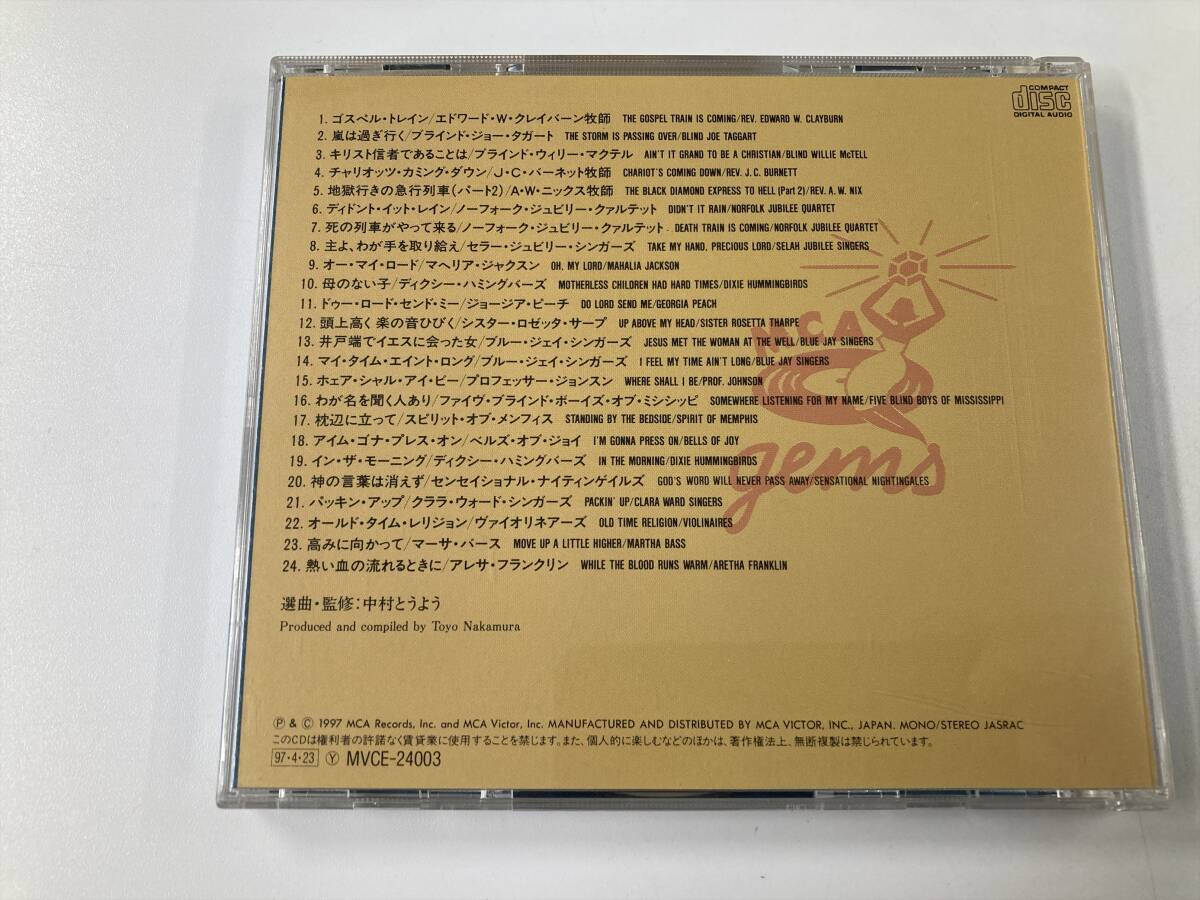 COMPACT
disc
DIGITAL AUDIO
1. ゴスペル・トレイン/エドワード・W・クレイバーン牧師 THE GOSPEL TRAIN IS COMING/REV. EDWARD W. CLAYBURN
2. 嵐は過ぎ行く/ブラインド・ジョー・タガート THE STORM IS PASSING OVER/BLIND JOE TAGGART
3. キリスト信者であることは/ブラインド・ウィリー・マクテル AIN'T IT GRAND TO BE A CHRISTIAN/BLIND WILLIE McTELL
4. チャリオッツ・カミング・ダウン/J・C・バーネット牧師 CHARIOT'S COMING DOWN/REV. J. C. BURNETT
5. 地獄行きの急行列車(パート2)/A・W・ニックス牧師 THE BLACK DIAMOND EXPRESS TO HELL (Part 2)/REV. A. W. NIX
6. ディドント・イット・レイン/ノーフォーク・ジュビリー・クァルテット DIDN'T IT RAIN/NORFOLK JUBILEE QUARTET
7. 死の列車がやって来る/ノーフォーク・ジュビリー・クァルテット DEATH TRAIN IS COMING/NORFOLK JUBILEE QUARTET
8. 主よ、わが手を取り給え/セラー・ジュビリー・シンガーズ TAKE MY HAND, PRECIOUS LORD/SELAH JUBILEE SINGERS
9. オー・マイ・ロード/マヘリア・ジャクスン OH, MY LORD/MAHALIA JACKSON
10. 母のない子/ディクシー・ハミングバーズ MOTHERLESS CHILDREN HAD HARD TIMES/DIXIE HUMMINGBIRDS
11. ドゥー・ロード・センド・ミー/ジョージア・ピーチ DO LORD SEND ME/GEORGIA PEACH
12. 頭上高く楽の音ひびく/シスター・ロゼッタ・サープ UP ABOVE MY HEAD/SISTER ROSETTA THARPE
13. 井戸端でイエスに会った女/ブルー・ジェイ・シンガーズ JESUS MET THE WOMAN AT THE WELL/BLUE JAY SINGERS
14. マイ・タイム・エイント・ロング/ブルー・ジェイ・シンガーズ I FEEL MY TIME AIN'T LONG/BLUE JAY SINGERS
15. ホェア・シャル・アイ・ビー/プロフェッサー・ジョンスン WHERE SHALL I BE/PROF. JOHNSON
16. わが名を聞く人あり/ファイヴ・ブラインド・ボーイズ・オブ・ミシシッピ SOMEWHERE LISTENING FOR MY NAME/FIVE BLIND BOYS OF MISSISSIPPI
17. 枕辺に立って/スピリット・オブ・メンフィス STANDING BY THE BEDSIDE/SPIRIT OF MEMPHIS
18. アイム・ゴナ・プレス・オン/ベルズ・オブ・ジョイ I'M GONNA PRESS ON/BELLS OF JOY
19. イン・ザ・モーニング/ディクシー・ハミングバーズ IN THE MORNING/DIXIE HUMMINGBIRDS
20. 神の言葉は消えず/センセイショナル・ナイティンゲイルズ GOD'S WORD WILL NEVER PASS AWAY/SENSATIONAL NIGHTINGALES
21. パッキン・アップ/クララ・ウォード・シンガーズ PACKIN' UP/CLARA WARD SINGERS
22. オールド・タイム・レリジョン/ヴァイオリネアーズ OLD TIME RELIGION/VIOLINAIRES
23. 高みに向かって/マーサ・バース MOVE UP A LITTLE HIGHER/MARTHA BASS
24. 熱い血の流れるときに/アレサ・フランクリン WHILE THE BLOOD RUNS WARM/ARETHA FRANKLIN
MCA
gems
選曲・監修:中村とうよう
Produced and compiled by Toyo Nakamura
Ⓟ & Ⓒ 1997 MCA Records, Inc. and MCA Victor, Inc. MANUFACTURED AND DISTRIBUTED BY MCA VICTOR, INC., JAPAN. MONO/STEREO JASRAC
このCDは権利者の許諾なく賃貸業に使用することを禁じます。また、個人的に楽しむなどのほかは、著作権法上、無断複製は禁じられています。
97・4・23 Ⓨ MVCE-24003